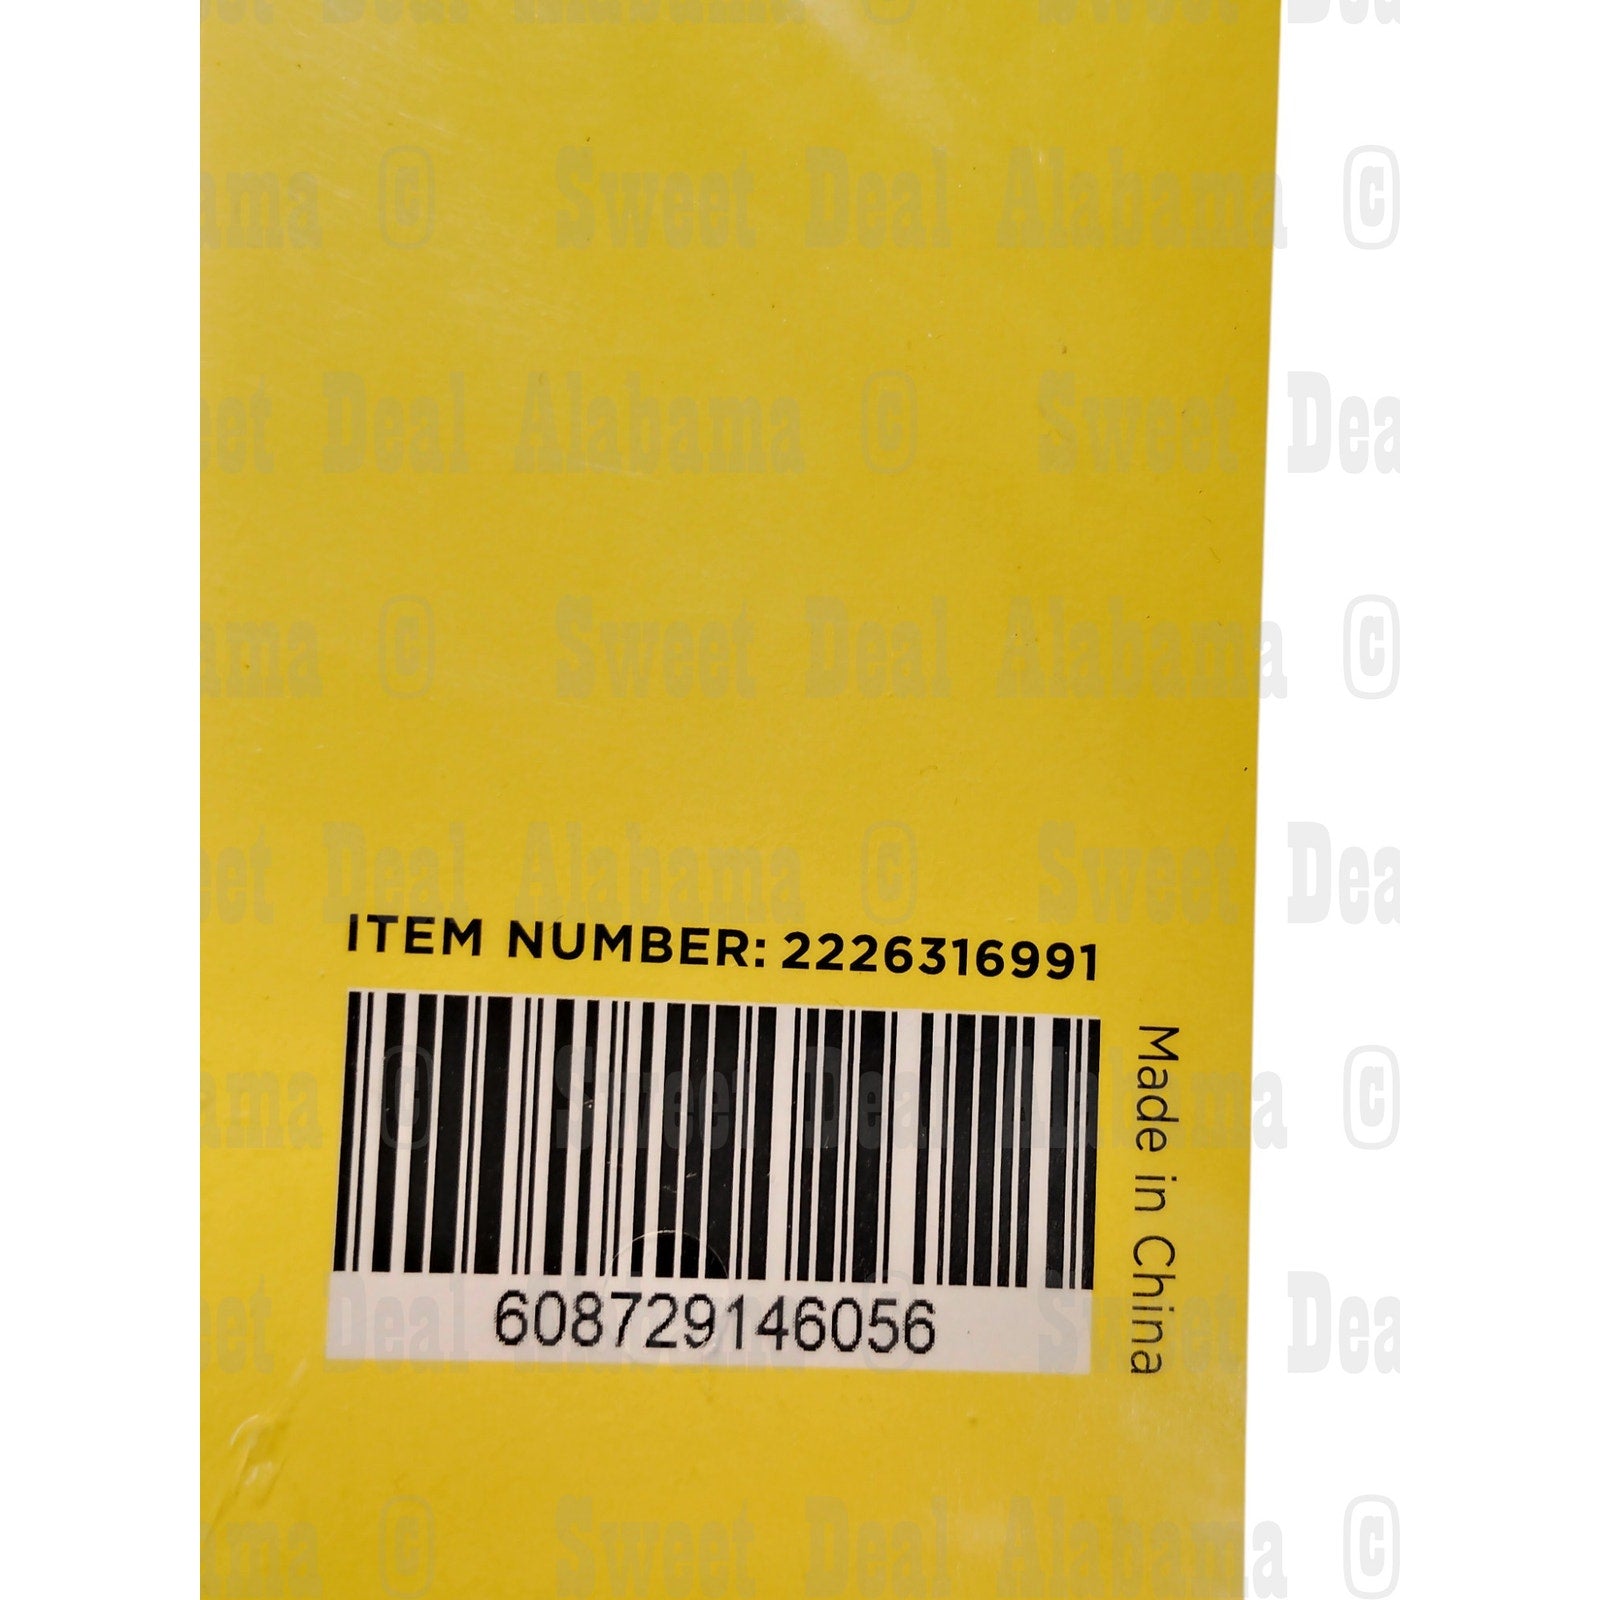 Sweet Deal Alabama ©
ITEM NUMBER: 2226316991
608729146056
Made in China